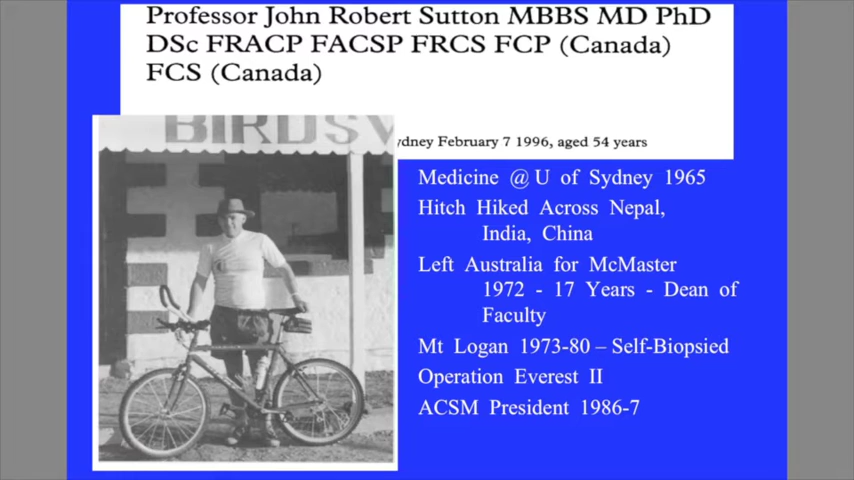 Professor John Robert Sutton MBBS MD PhD
DSc FRACP FACSP FRCS FCP (Canada)
FCS (Canada)
February 7 1996, aged 54 years
BIRDSV
Medicine @ U of Sydney 1965
Hitch Hiked Across Nepal,
India, China
Left Australia for McMaster
1972 - 17 Years - Dean of
Faculty
Mt Logan 1973-80 – Self-Biopsied
Operation Everest II
ACSM President 1986-7